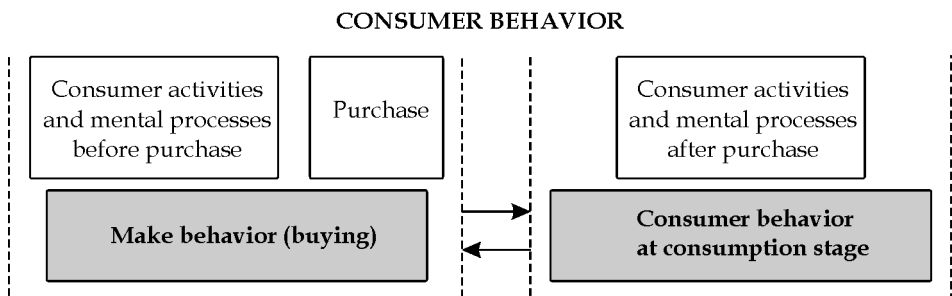 CONSUMER BEHAVIOR
Consumer activities
and mental processes
before purchase
Purchase
Consumer activities
and mental processes
after purchase
Make behavior (buying)
Consumer behavior
at consumption stage